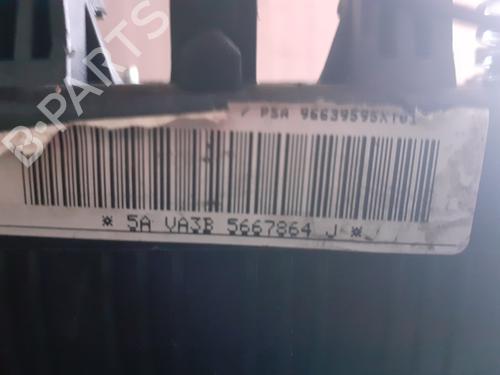 B-PARTS
PSA 96639595XT01
* 5A VA3B 5667864 J *